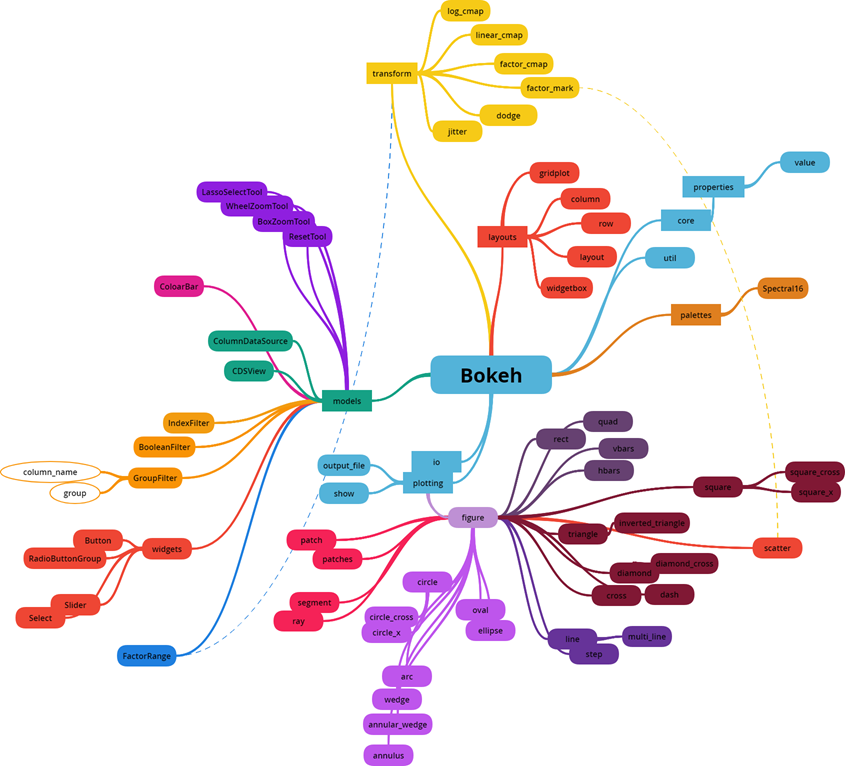 log_cmap
linear_cmap
factor_cmap
transform
factor_mark
dodge
jitter
value
gridplot
properties
LassoSelectTool
column
WheelZoomTool
BoxZoomTool
row
core
ResetTool
layouts
layout
util
ColoarBar
widgetbox
Spectral16
palettes
ColumnDataSource
CDSView
Bokeh
models
IndexFilter
quad
rect
BooleanFilter
vbars
io
output_file
hbars
column_name
GroupFilter
plotting
square_cross
square
group
show
square_x
figure
inverted_triangle
triangle
Button
patch
widgets
scatter
RadioButtonGroup
patches
diamond_cross
diamond
circle
cross
dash
segment
Slider
oval
Select
circle_cross
ray
circle_x
ellipse
line
multi_line
step
FactorRange
arc
wedge
annular_wedge
annulus